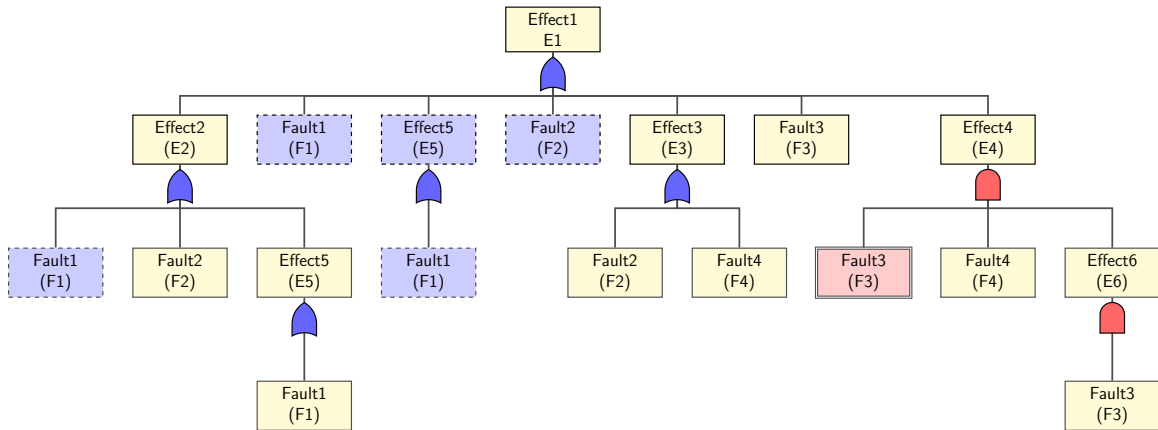 Effect1
E1
Effect2
(E2)
Fault1
(F1)
Effect5
(E5)
Fault2
(F2)
Effect3
(E3)
Fault3
(F3)
Effect4
(E4)
Fault1
(F1)
Fault2
(F2)
Effect5
(E5)
Fault1
(F1)
Fault2
(F2)
Fault4
(F4)
Fault3
(F3)
Fault4
(F4)
Effect6
(E6)
Fault1
(F1)
Fault3
(F3)